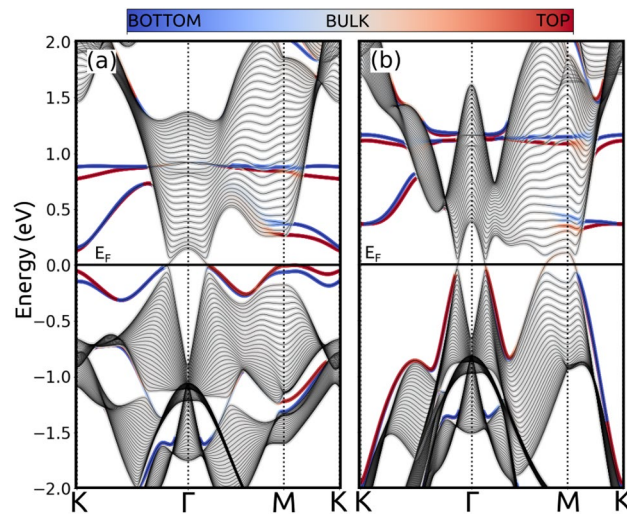 BOTTOM BULK TOP
(a) (b)
Energy (eV)
2.0
1.5
1.0
0.5
0.0
−0.5
−1.0
−1.5
−2.0
E_F E_F
K Γ M K K Γ M K